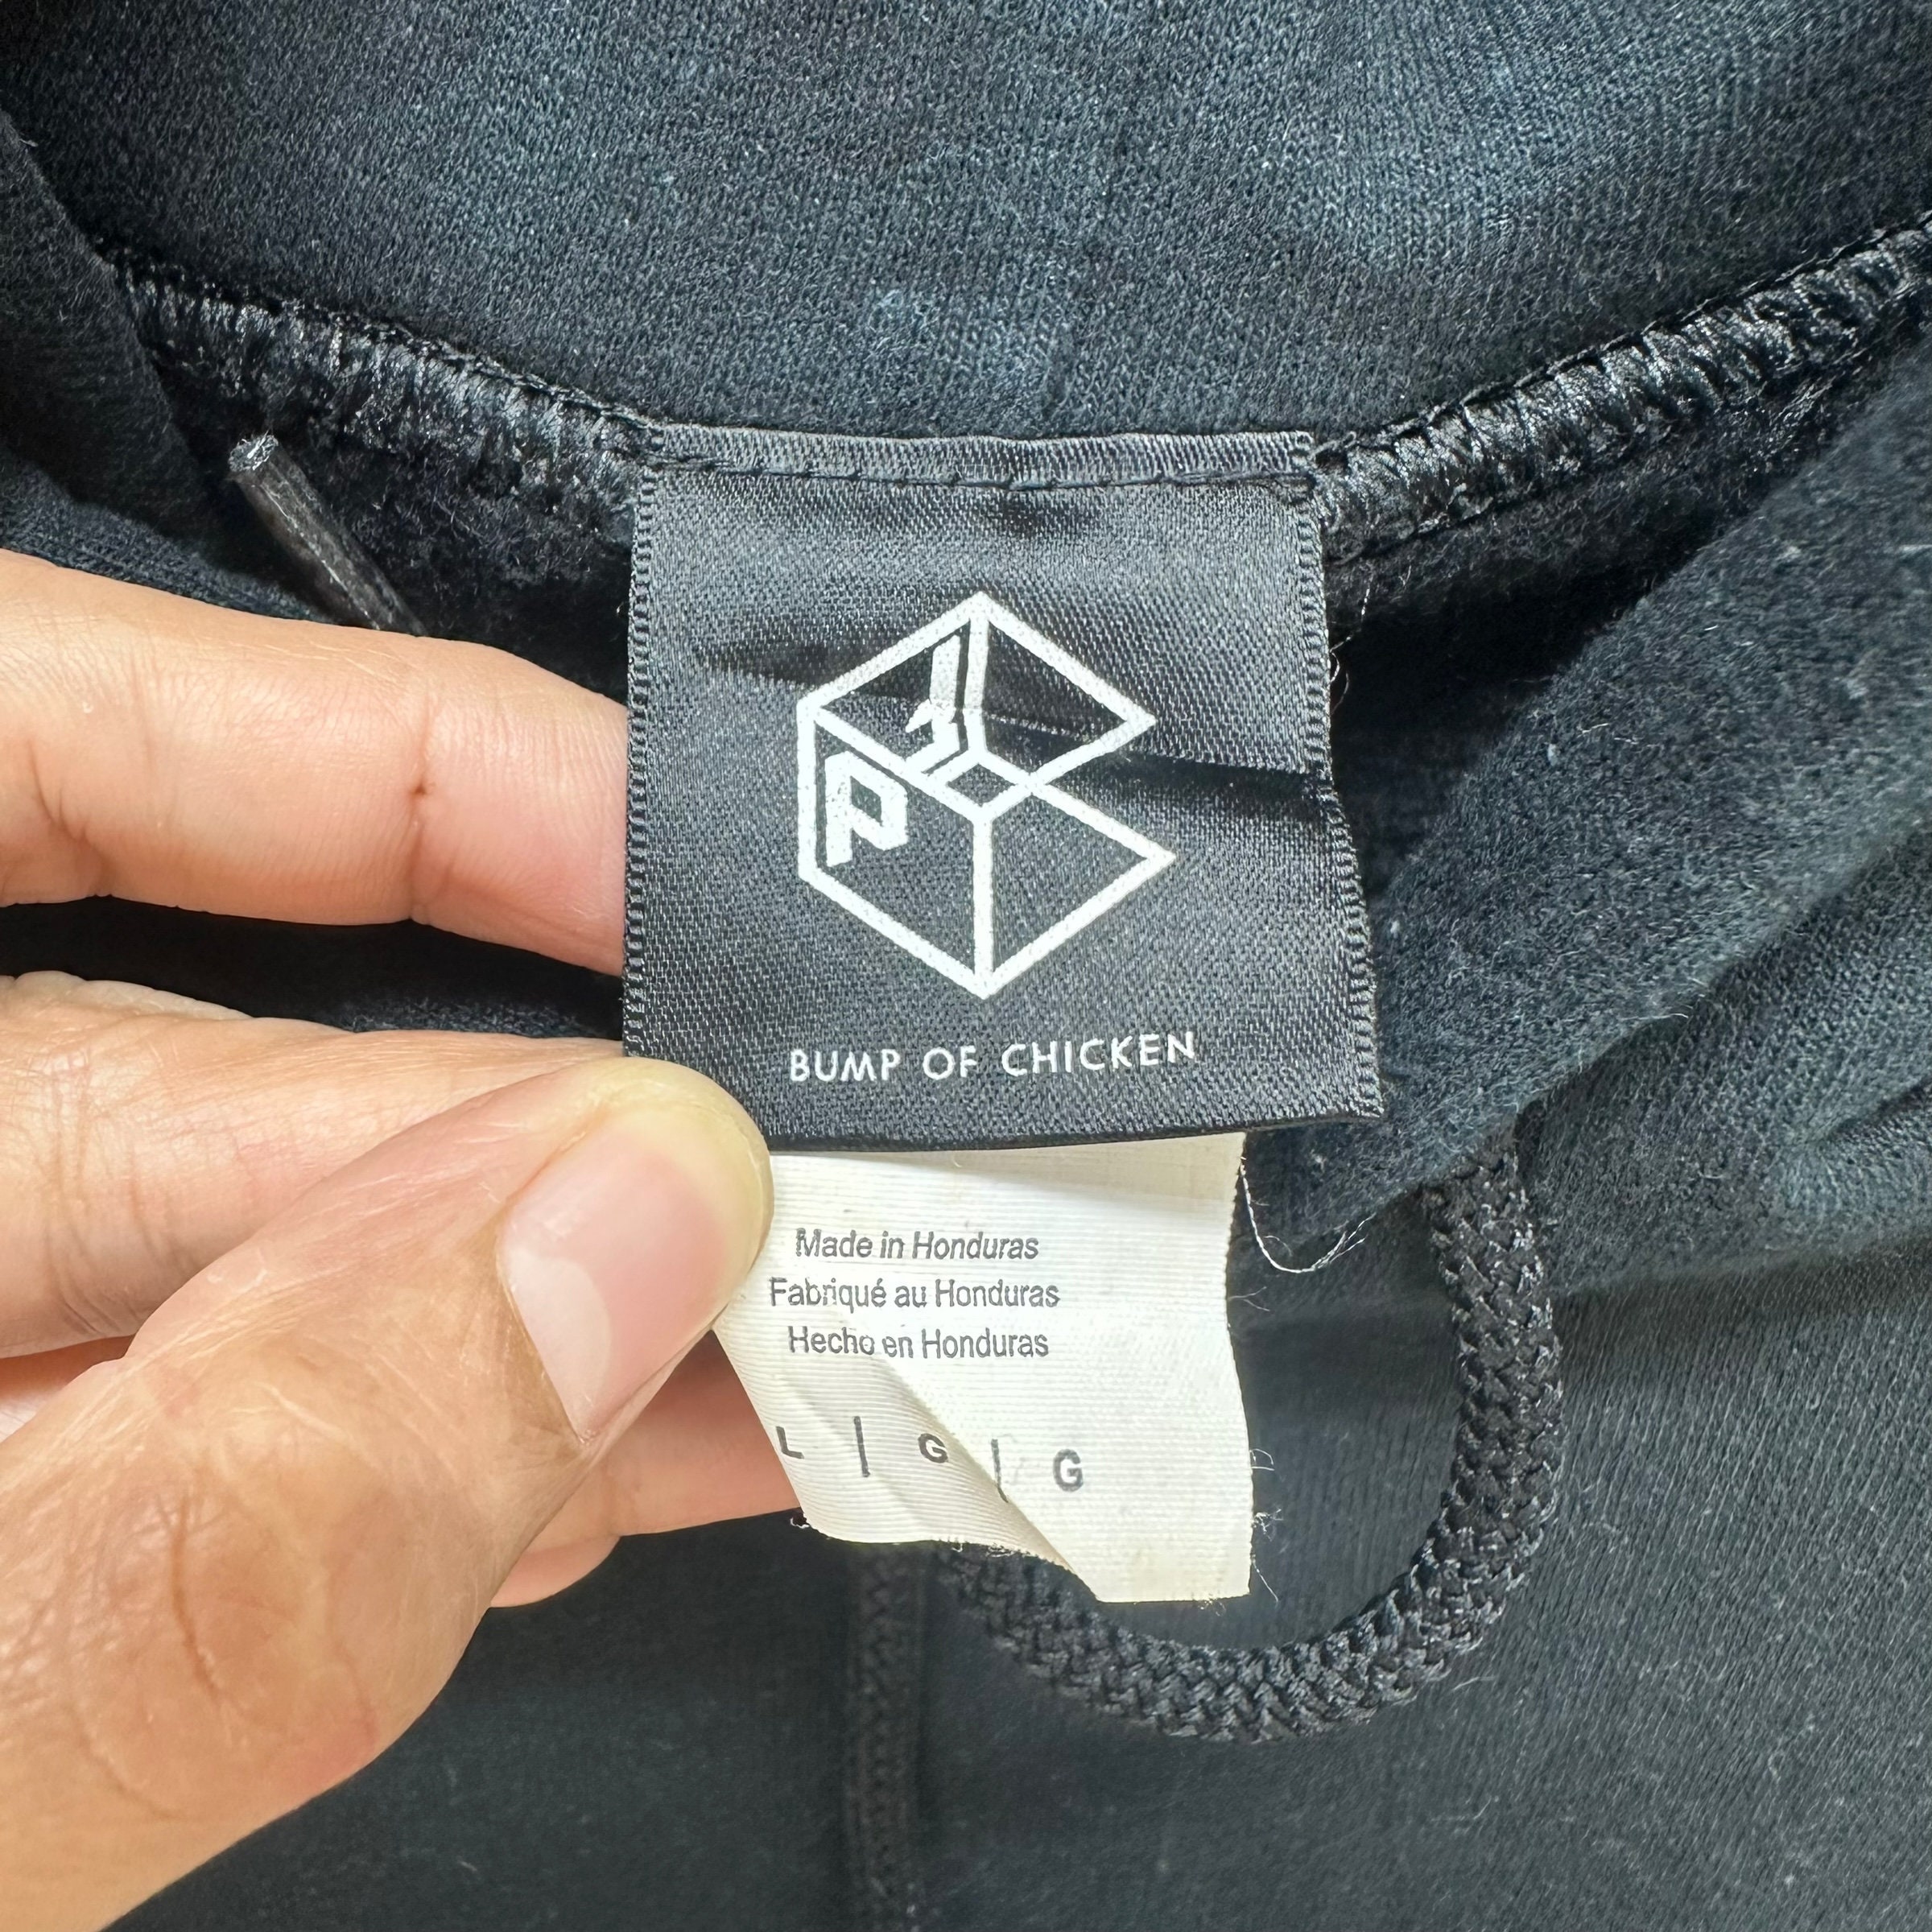 P
BUMP OF CHICKEN
Made in Honduras
Fabriqué au Honduras
Hecho en Honduras
L | G | G